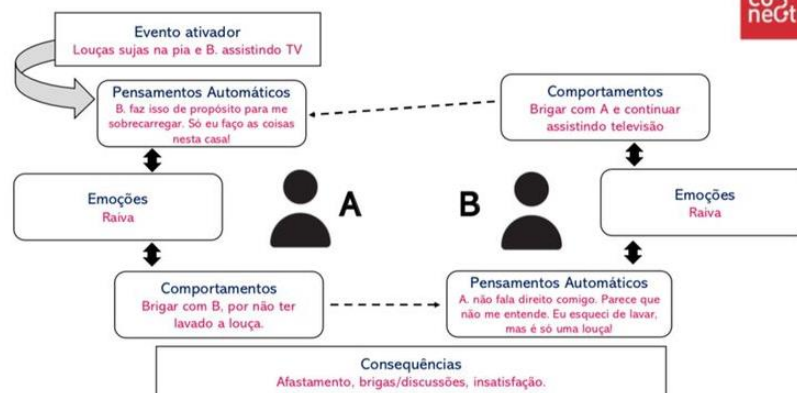 Evento ativador
Louças sujas na pia e B. assistindo TV
Pensamentos Automáticos
B. faz isso de propósito para me
sobrecarregar. Só eu faço as coisas
nesta casa!
Emoções
Raiva
Comportamentos
Brigar com B, por não ter
lavado a louça.
A
B
Comportamentos
Brigar com A e continuar
assistindo televisão
Emoções
Raiva
Pensamentos Automáticos
A. não fala direito comigo. Parece que
não me entende. Eu esqueci de lavar,
mas é só uma louça!
Consequências
Afastamento, brigas/discussões, insatisfação.